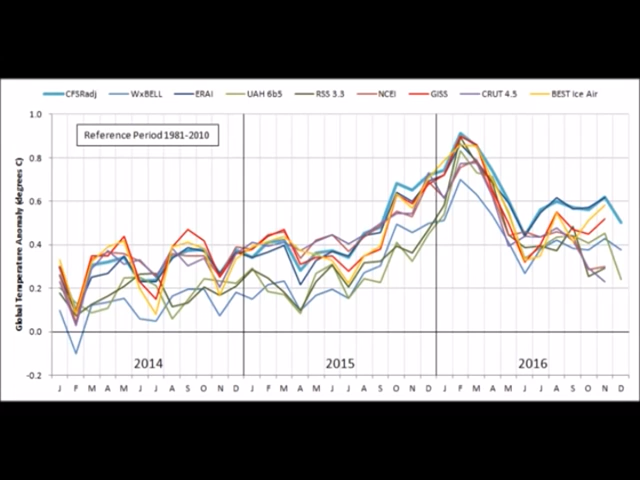 CFSRadj WxBELL ERAI UAH 6b5 RSS 3.3 NCEI GISS CRUT 4.5 BEST Ice Air
Global Temperature Anomaly (degrees C)
1.0
0.8
0.6
0.4
0.2
0.0
-0.2
Reference Period 1981-2010
2014 2015 2016
J F M A M J J A S O N D J F M A M J J A S O N D J F M A M J J A S O N D